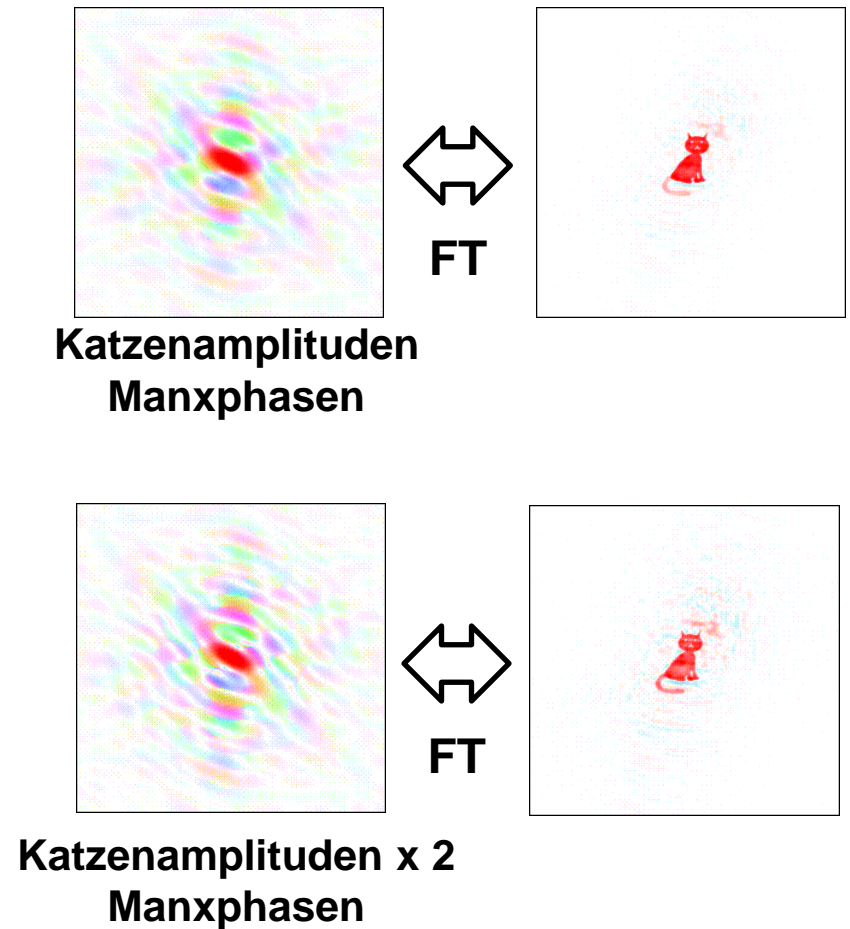 FT
Katzenamplituden
Manxphasen
FT
Katzenamplituden x 2
Manxphasen